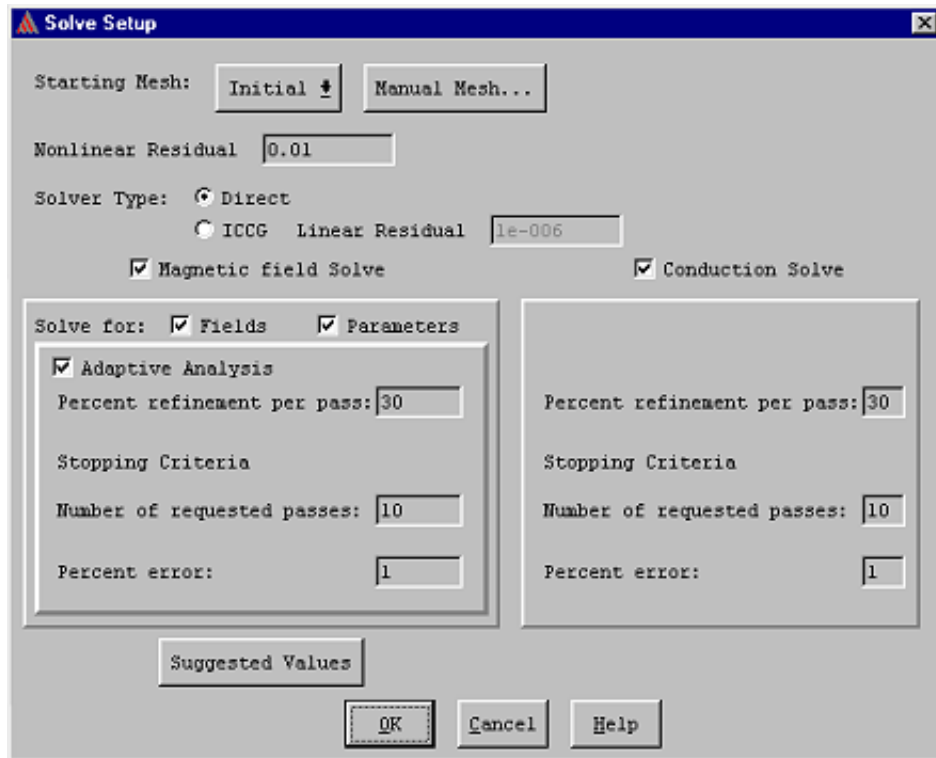 Solve Setup
Starting Mesh: Initial Manual Mesh...
Nonlinear Residual 0.01
Solver Type: Direct
ICCG Linear Residual 1e-006
Magnetic field Solve Conduction Solve
Solve for: Fields Parameters
Adaptive Analysis
Percent refinement per pass: 30 Percent refinement per pass: 30
Stopping Criteria Stopping Criteria
Number of requested passes: 10 Number of requested passes: 10
Percent error: 1 Percent error: 1
Suggested Values
OK Cancel Help